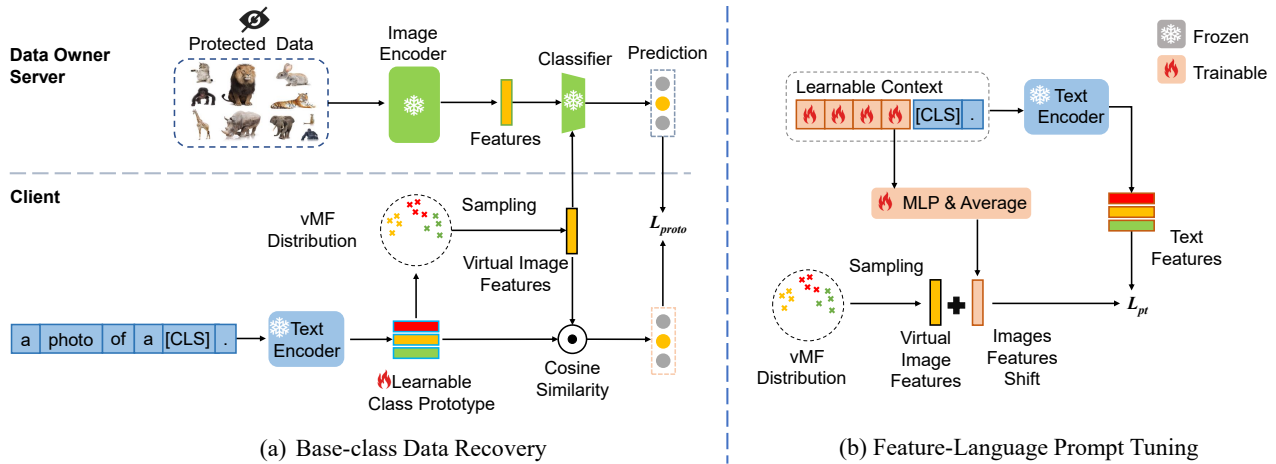 Data Owner
Server
Protected Data
Image
Encoder
Features
Classifier
Prediction
Client
vMF
Distribution
Sampling
Virtual Image
Features
L_proto
a photo of a [CLS] .
Text
Encoder
Learnable
Class Prototype
Cosine
Similarity
(a) Base-class Data Recovery
Frozen
Trainable
Learnable Context
[CLS] .
Text
Encoder
MLP & Average
Text
Features
Sampling
vMF
Distribution
Virtual
Image
Features
Images
Features
Shift
L_pt
(b) Feature-Language Prompt Tuning